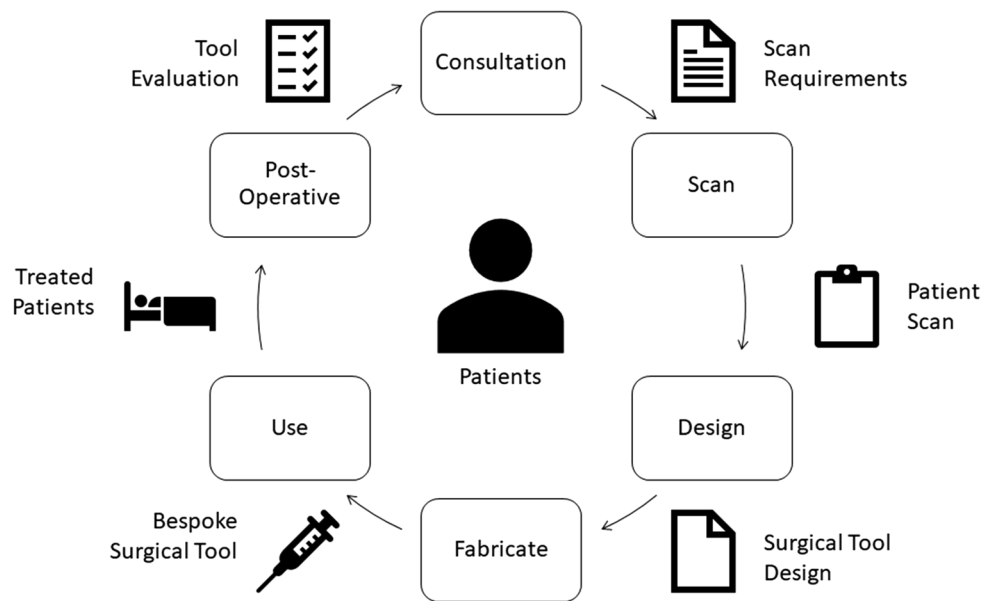 Consultation
Scan
Requirements
Scan
Patient
Scan
Design
Surgical Tool
Design
Fabricate
Bespoke
Surgical Tool
Use
Treated
Patients
Post-
Operative
Tool
Evaluation
Patients